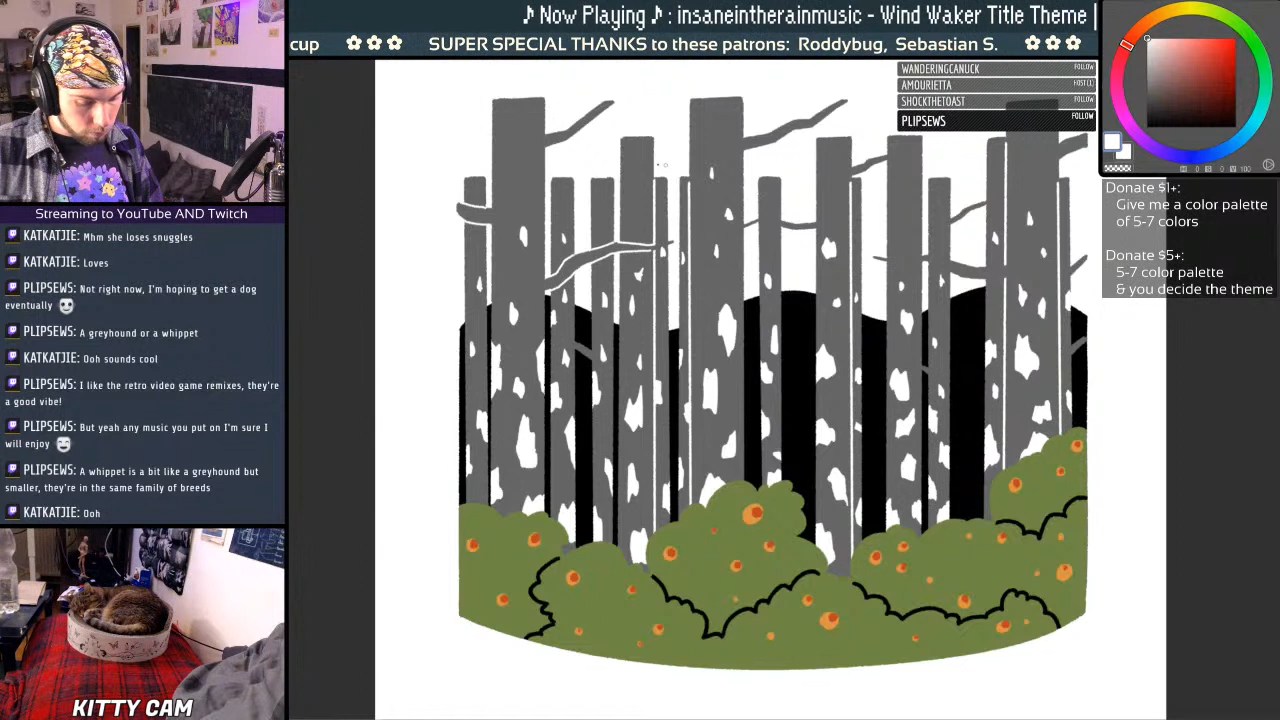 ♪ Now Playing ♪ : insaneintherainmusic - Wind Waker Title Theme |
cup ✿ ✿ ✿ SUPER SPECIAL THANKS to these patrons: Roddybug, Sebastian S. ✿ ✿ ✿
WANDERINGCANUCK FOLLOW
AMOURIETTA HOST(1)
SHOCKTHETOAST FOLLOW
PLIPSEWS FOLLOW
Donate $1+:
Give me a color palette
of 5-7 colors
Donate $5+:
5-7 color palette
& you decide the theme
Streaming to YouTube AND Twitch
KATKATJIE: Mhm she loses snuggles
KATKATJIE: Loves
PLIPSEWS: Not right now, I'm hoping to get a dog
eventually
PLIPSEWS: A greyhound or a whippet
KATKATJIE: Ooh sounds cool
PLIPSEWS: I like the retro video game remixes, they're
a good vibe!
PLIPSEWS: But yeah any music you put on I'm sure I
will enjoy
PLIPSEWS: A whippet is a bit like a greyhound but
smaller, they're in the same family of breeds
KATKATJIE: Ooh
KITTY CAM